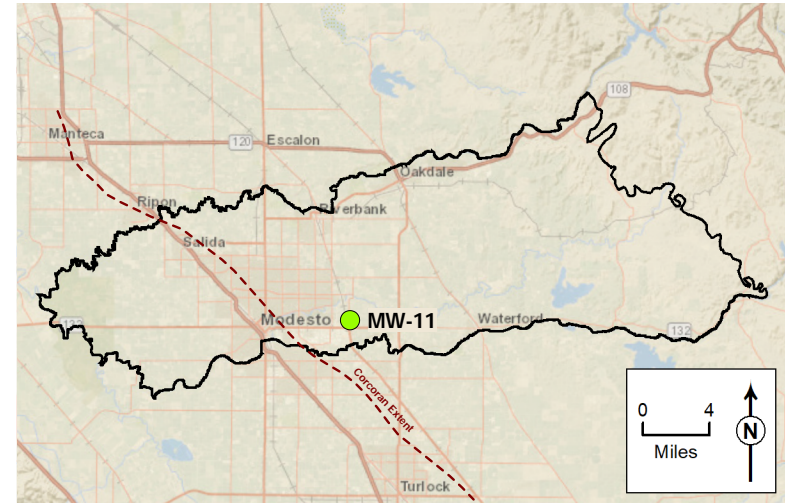 108
Manteca
120
Escalon
Oakdale
Ripon
Riverbank
Salida
Modesto
MW-11
Waterford
132
132
Corcoran Extent
Turlock
0 4
Miles
N